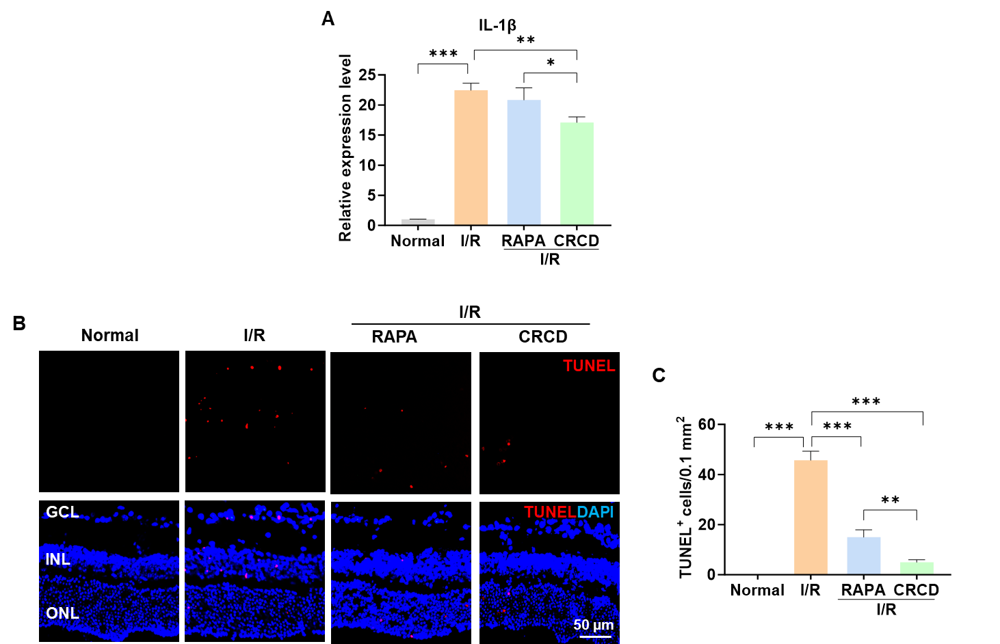 A
IL-1β
***
**
*
Relative expression level
25
20
15
10
5
0
Normal I/R RAPA CRCD
I/R
B
I/R
Normal I/R RAPA CRCD
TUNEL
GCL
INL
ONL
TUNELDAPI
50 µm
C
***
***
***
**
TUNEL⁺ cells/0.1 mm²
60
40
20
0
Normal I/R RAPA CRCD
I/R